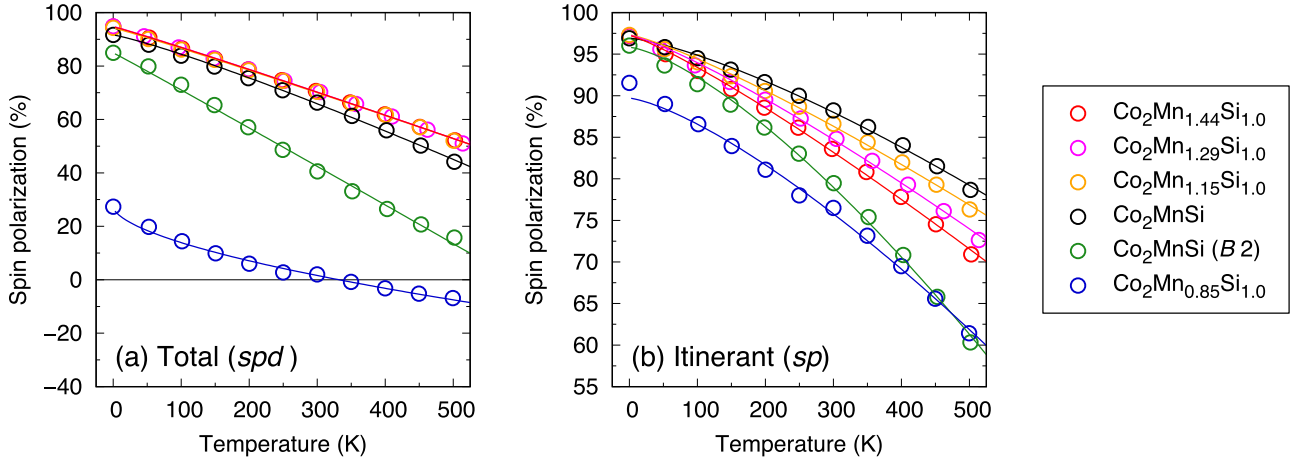 100
80
60
40
20
0
−20
−40
Spin polarization (%)
(a) Total (spd )
0 100 200 300 400 500
Temperature (K)
100
95
90
85
80
75
70
65
60
55
Spin polarization (%)
(b) Itinerant (sp)
0 100 200 300 400 500
Temperature (K)
Co₂Mn₁.₄₄Si₁.₀
Co₂Mn₁.₂₉Si₁.₀
Co₂Mn₁.₁₅Si₁.₀
Co₂MnSi
Co₂MnSi (B 2)
Co₂Mn₀.₈₅Si₁.₀